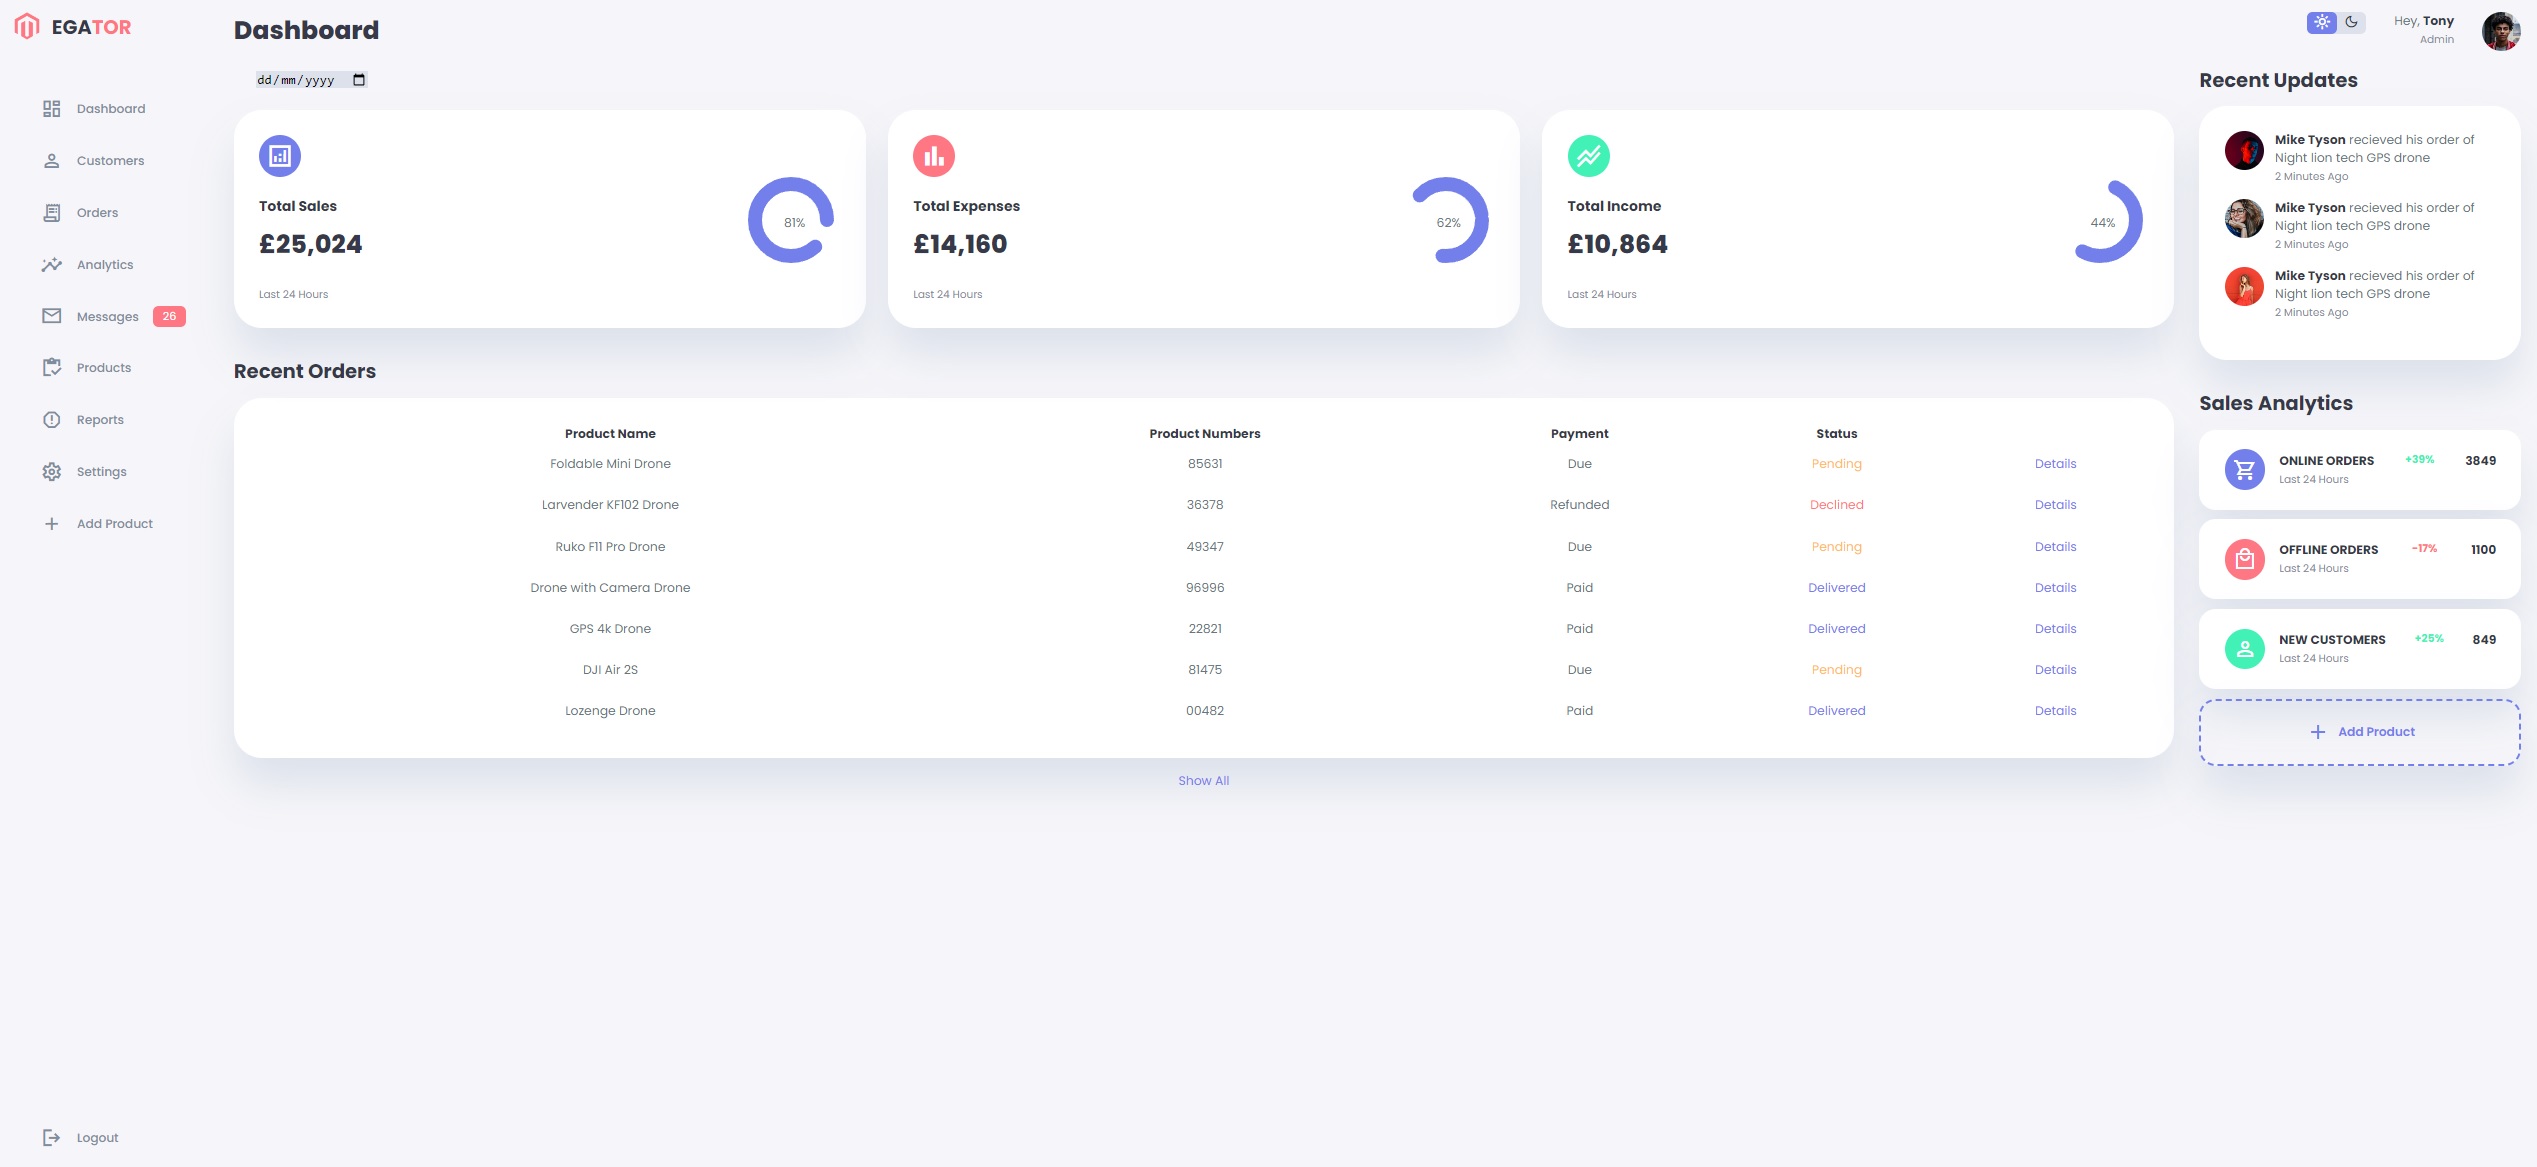 EGATOR
Dashboard
Customers
Orders
Analytics
Messages 26
Products
Reports
Settings
Add Product
Logout
Dashboard
dd/mm/yyyy
Total Sales
£25,024
81%
Last 24 Hours
Total Expenses
£14,160
62%
Last 24 Hours
Total Income
£10,864
44%
Last 24 Hours
Recent Orders
Product Name Product Numbers Payment Status
Foldable Mini Drone 85631 Due Pending Details
Larvender KF102 Drone 36378 Refunded Declined Details
Ruko F11 Pro Drone 49347 Due Pending Details
Drone with Camera Drone 96996 Paid Delivered Details
GPS 4k Drone 22821 Paid Delivered Details
DJI Air 2S 81475 Due Pending Details
Lozenge Drone 00482 Paid Delivered Details
Show All
Hey, Tony
Admin
Recent Updates
Mike Tyson recieved his order of
Night lion tech GPS drone
2 Minutes Ago
Mike Tyson recieved his order of
Night lion tech GPS drone
2 Minutes Ago
Mike Tyson recieved his order of
Night lion tech GPS drone
2 Minutes Ago
Sales Analytics
ONLINE ORDERS +39% 3849
Last 24 Hours
OFFLINE ORDERS -17% 1100
Last 24 Hours
NEW CUSTOMERS +25% 849
Last 24 Hours
Add Product